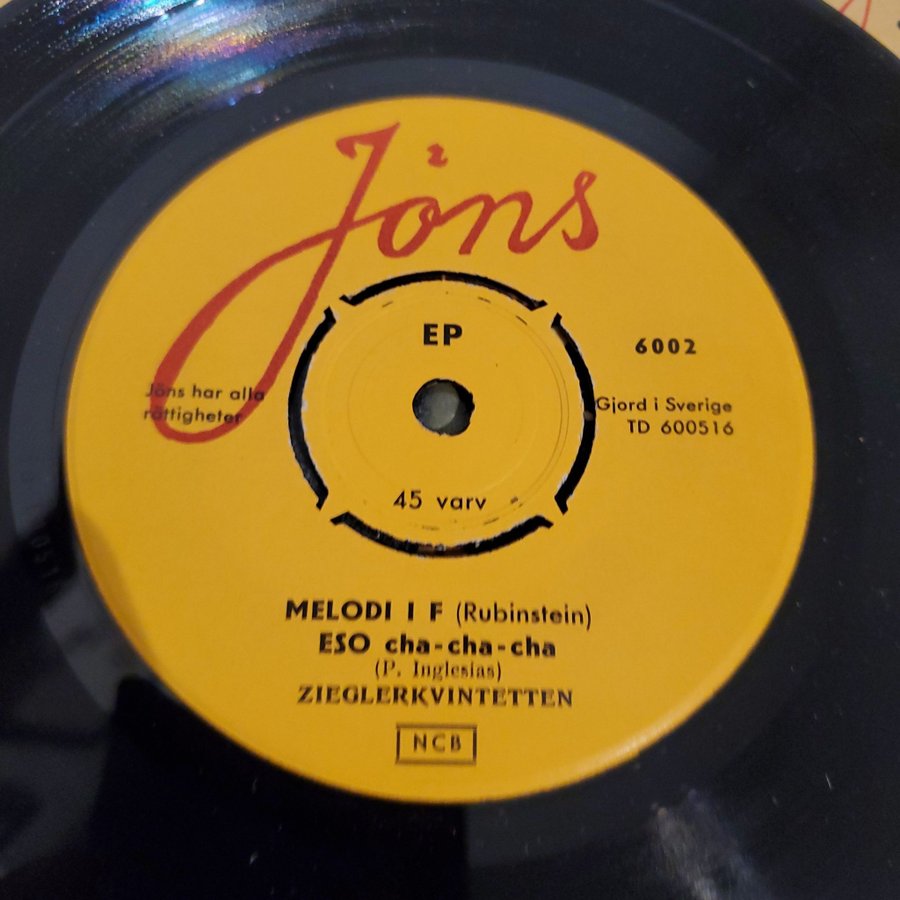 Jöns
EP
6002
Jöns har alla
rättigheter
Gjord i Sverige
TD 600516
45 varv
MELODI I F (Rubinstein)
ESO cha-cha-cha
(P. Inglesias)
ZIEGLERKVINTETTEN
NCB